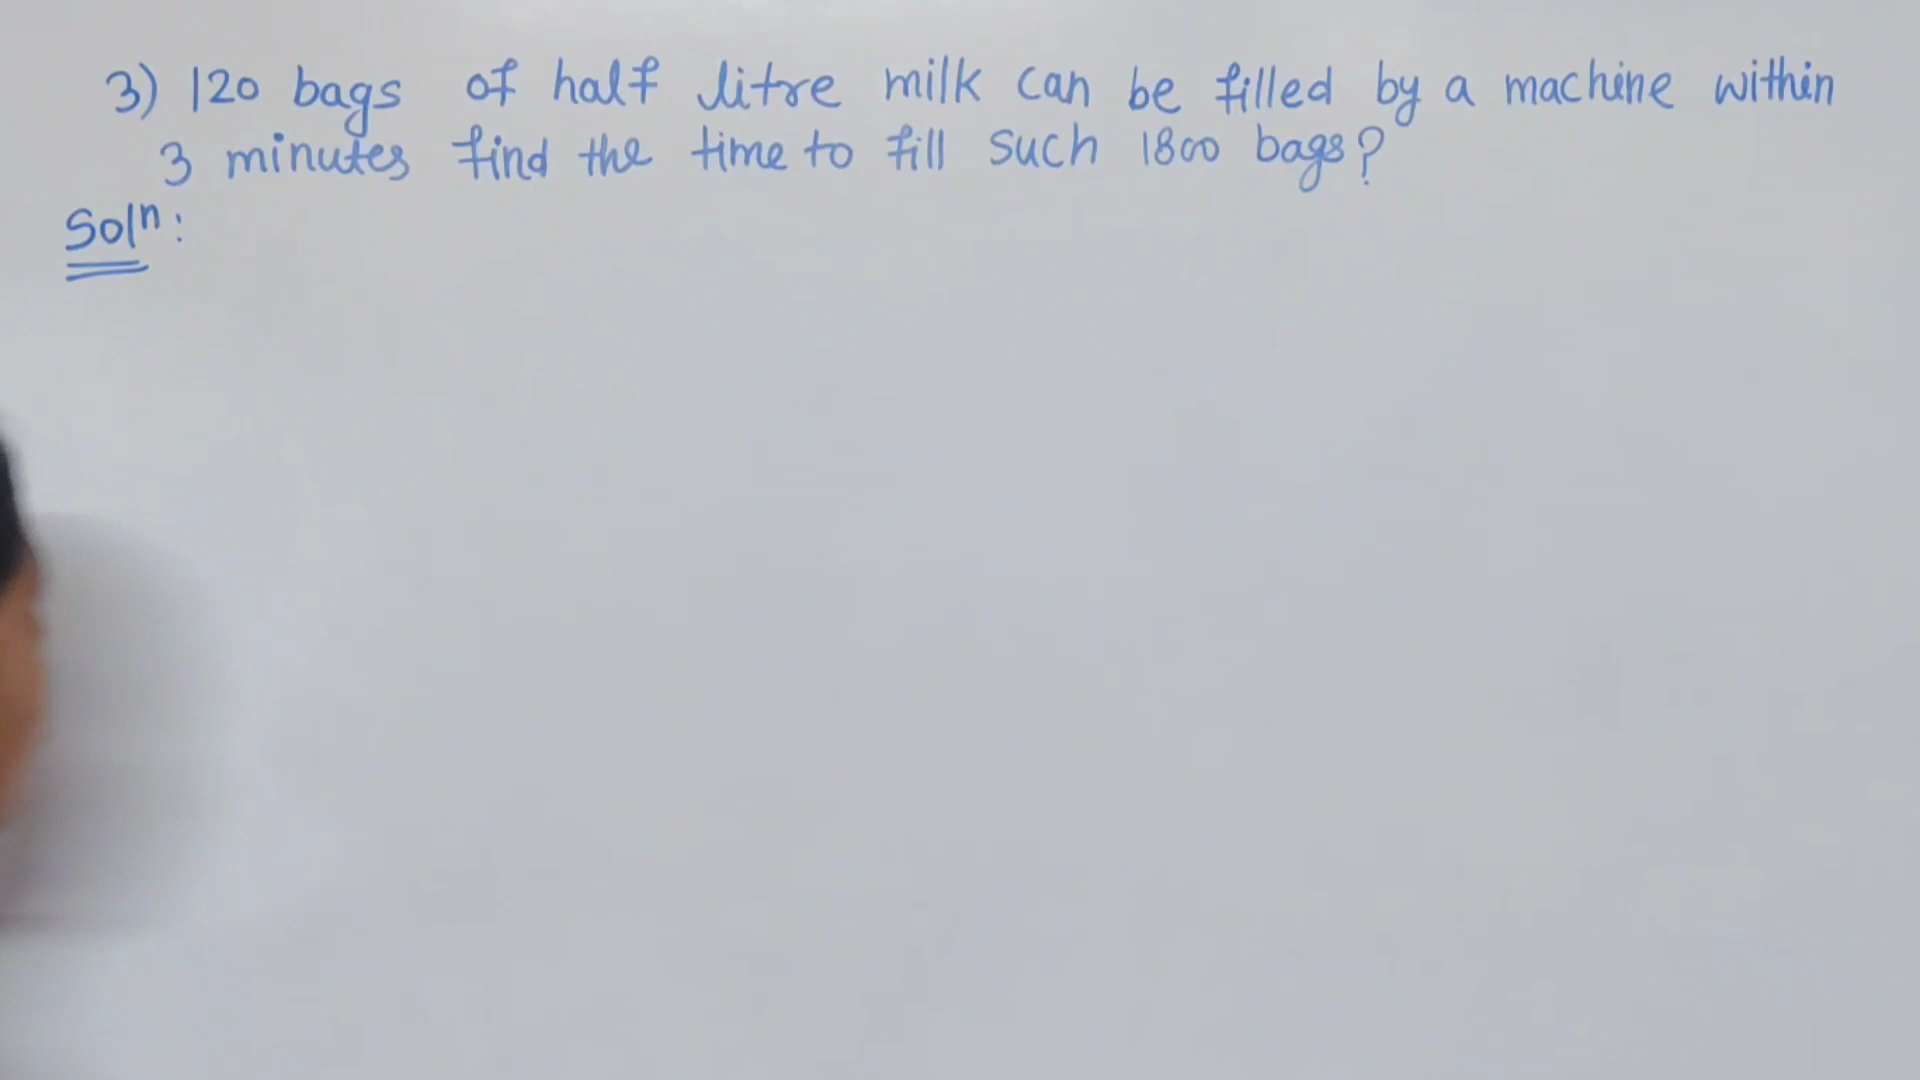 3) 120 bags of half litre milk can be filled by a machine within
3 minutes find the time to fill such 1800 bags?
Solⁿ: